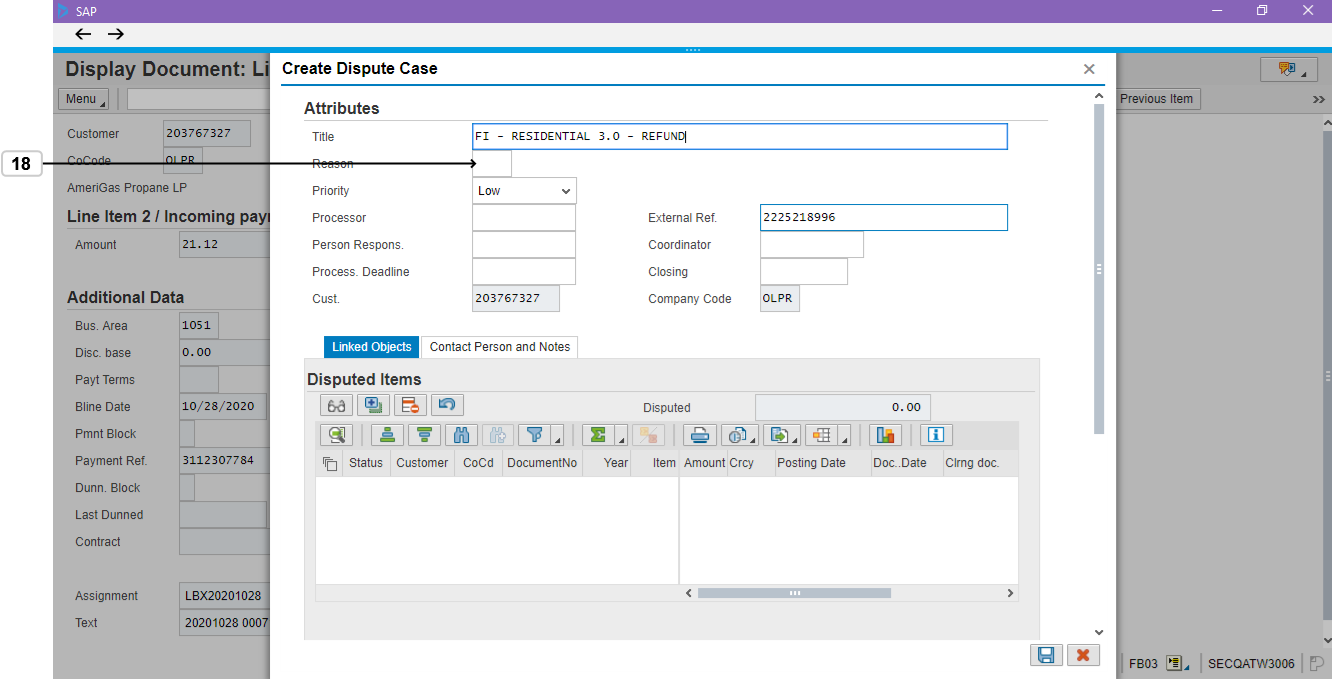 SAP
Display Document: Li
Create Dispute Case
Menu
Previous Item
Attributes
Customer 203767327
Title FI - RESIDENTIAL 3.0 - REFUND
18
CoCode OLPR
Reason
AmeriGas Propane LP
Priority Low
Line Item 2 / Incoming payr
Processor
External Ref. 2225218996
Amount 21.12
Person Respons.
Coordinator
Process. Deadline
Closing
Additional Data
Cust. 203767327
Company Code OLPR
Bus. Area 1051
Linked Objects Contact Person and Notes
Disc. base 0.00
Payt Terms
Disputed Items
Bline Date 10/28/2020
Disputed 0.00
Pmnt Block
Payment Ref. 3112307784
Status Customer CoCd DocumentNo Year Item Amount Crcy Posting Date Doc..Date Clrng doc.
Dunn. Block
Last Dunned
Contract
Assignment LBX20201028
Text 20201028 0007
FB03 SECQATW3006